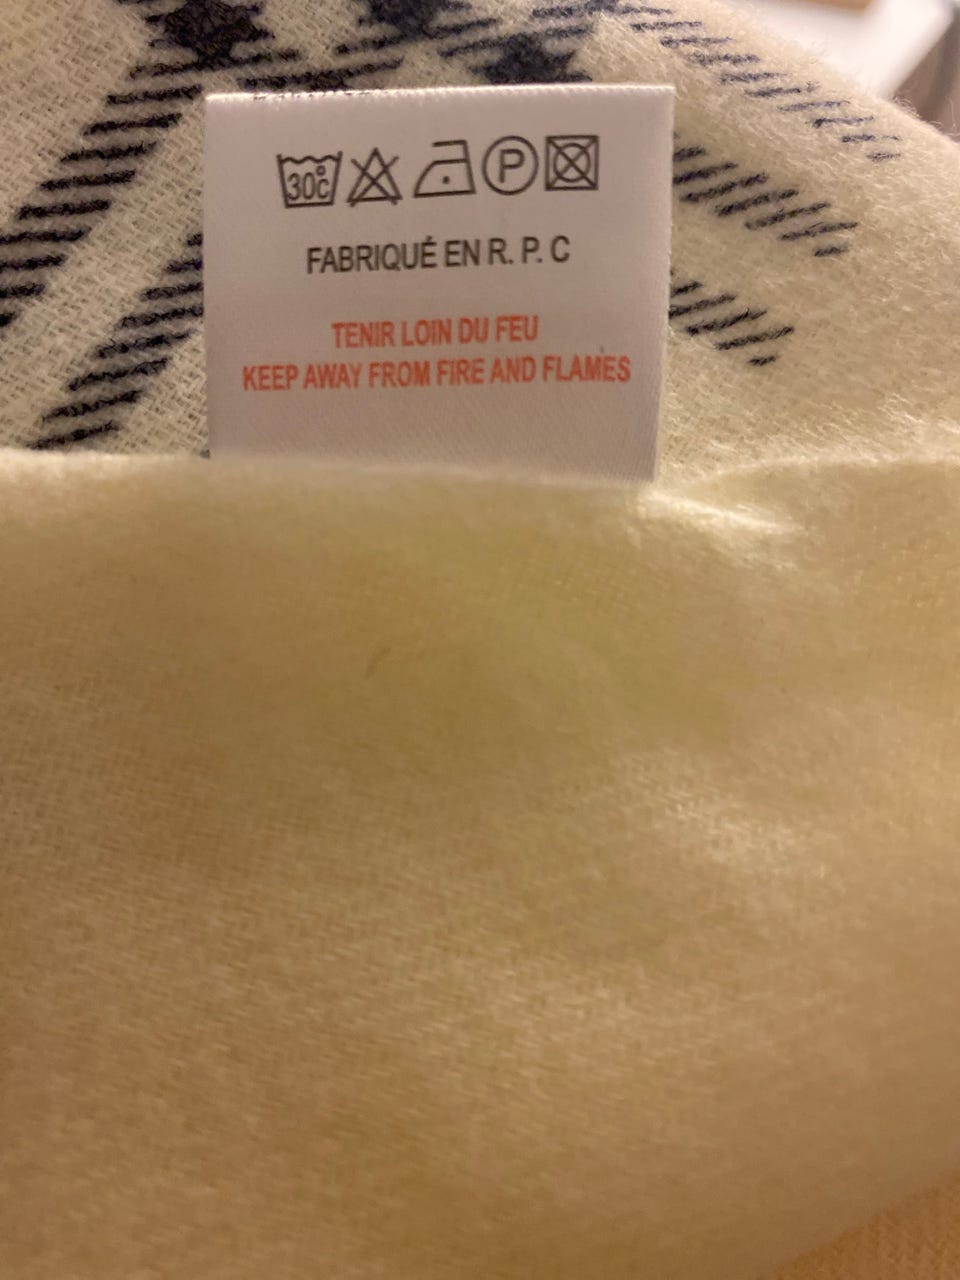 30°C P
FABRIQUÉ EN R. P. C
TENIR LOIN DU FEU
KEEP AWAY FROM FIRE AND FLAMES